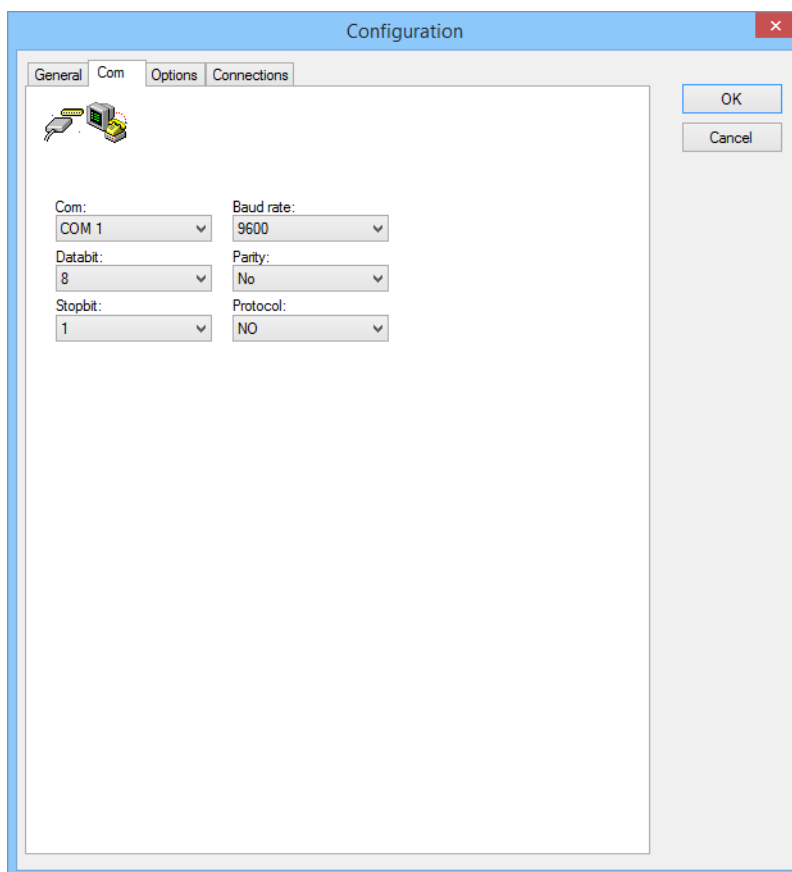 Configuration
General Com Options Connections
OK
Cancel
Com: Baud rate:
COM 1 9600
Databit: Parity:
8 No
Stopbit: Protocol:
1 NO